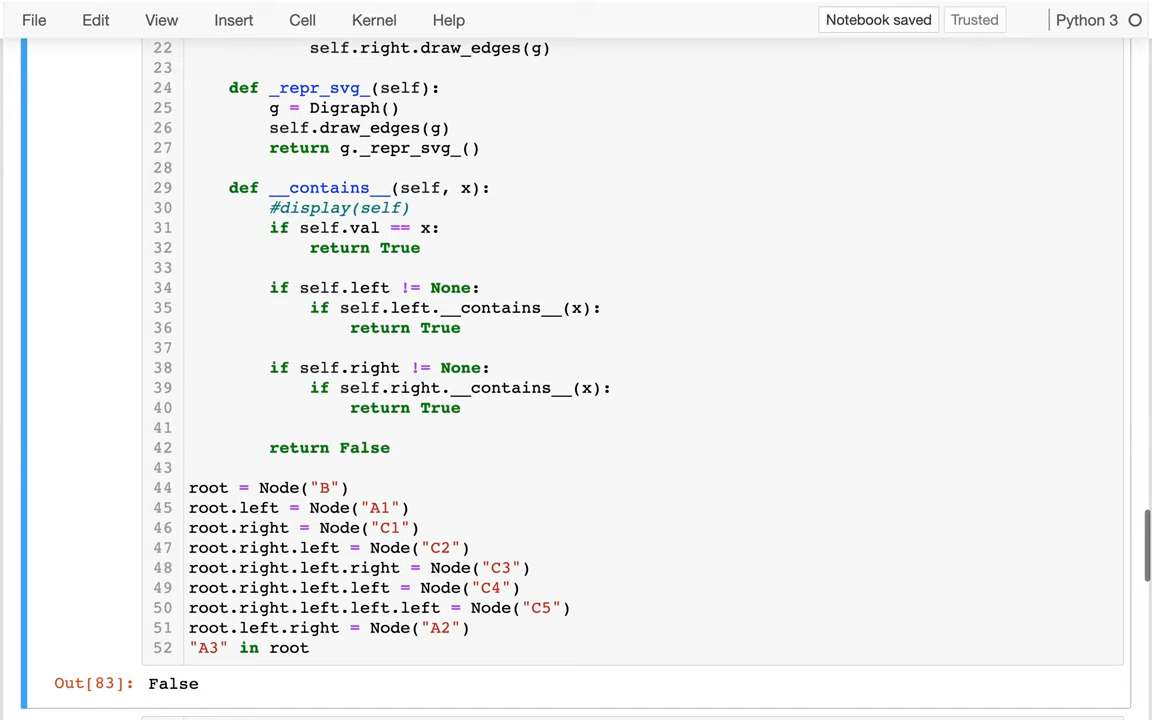 File Edit View Insert Cell Kernel Help Notebook saved Trusted Python 3
22             self.right.draw_edges(g)
23
24     def _repr_svg_(self):
25         g = Digraph()
26         self.draw_edges(g)
27         return g._repr_svg_()
28
29     def __contains__(self, x):
30         #display(self)
31         if self.val == x:
32             return True
33
34         if self.left != None:
35             if self.left.__contains__(x):
36                 return True
37
38         if self.right != None:
39             if self.right.__contains__(x):
40                 return True
41
42         return False
43
44 root = Node("B")
45 root.left = Node("A1")
46 root.right = Node("C1")
47 root.right.left = Node("C2")
48 root.right.left.right = Node("C3")
49 root.right.left.left = Node("C4")
50 root.right.left.left.left = Node("C5")
51 root.left.right = Node("A2")
52 "A3" in root
Out[83]: False